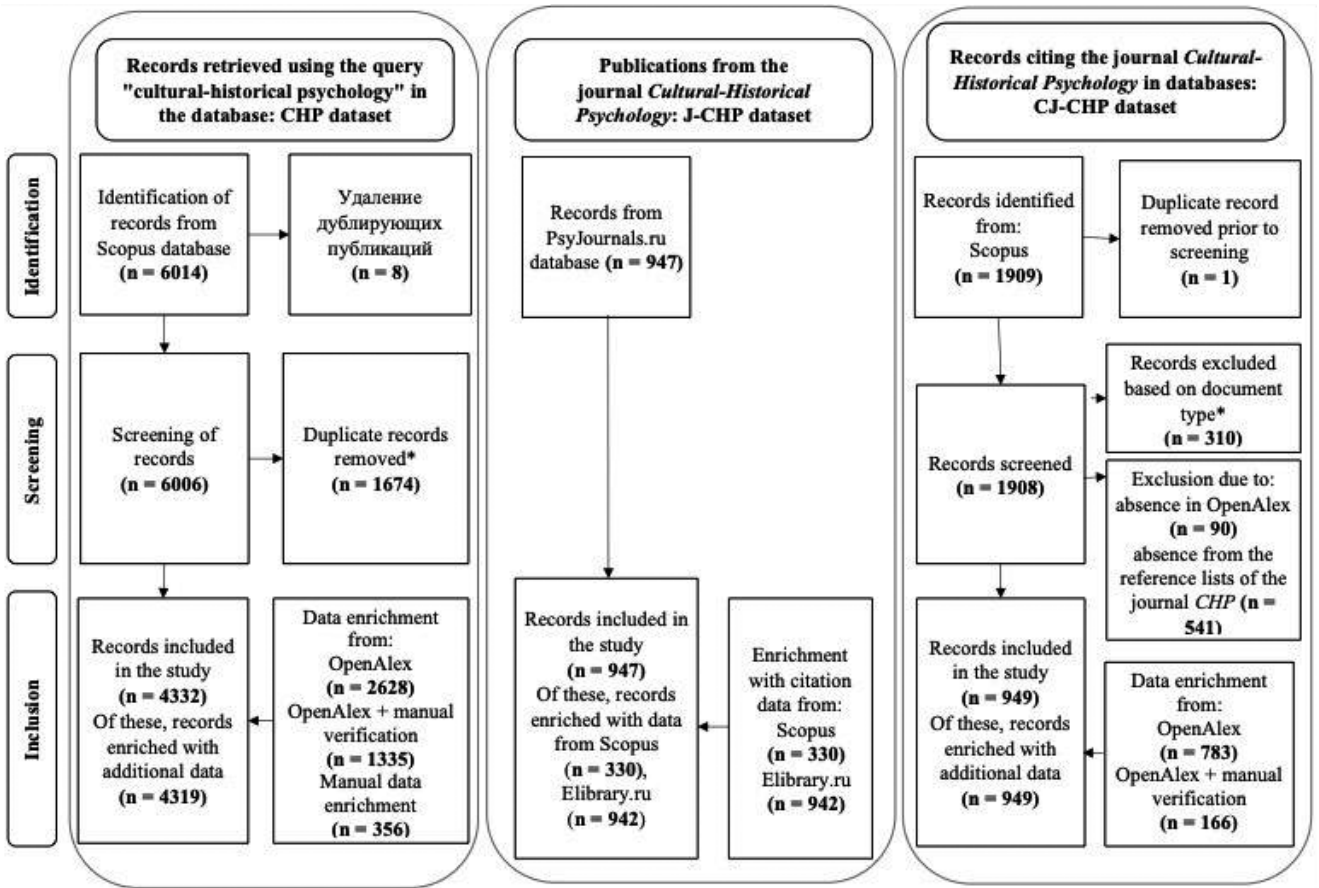 Records retrieved using the query
"cultural-historical psychology" in
the database: CHP dataset
Publications from the
journal Cultural-Historical
Psychology: J-CHP dataset
Records citing the journal Cultural-
Historical Psychology in databases:
CJ-CHP dataset
Identification
Identification of
records from
Scopus database
(n = 6014)
Удаление
дублирующих
публикаций
(n = 8)
Records from
PsyJournals.ru
database (n = 947)
Records identified
from:
Scopus
(n = 1909)
Duplicate record
removed prior to
screening
(n = 1)
Screening
Screening of
records
(n = 6006)
Duplicate records
removed*
(n = 1674)
Records screened
(n = 1908)
Records excluded
based on document
type*
(n = 310)
Exclusion due to:
absence in OpenAlex
(n = 90)
absence from the
reference lists of the
journal CHP (n =
541)
Inclusion
Records included
in the study
(n = 4332)
Of these, records
enriched with
additional data
(n = 4319)
Data enrichment
from:
OpenAlex
(n = 2628)
OpenAlex + manual
verification
(n = 1335)
Manual data
enrichment
(n = 356)
Records included in
the study
(n = 947)
Of these, records
enriched with data
from Scopus
(n = 330),
Elibrary.ru
(n = 942)
Enrichment
with citation
data from:
Scopus
(n = 330)
Elibrary.ru
(n = 942)
Records included
in the study
(n = 949)
Of these, records
enriched with
additional data
(n = 949)
Data enrichment
from:
OpenAlex
(n = 783)
OpenAlex + manual
verification
(n = 166)